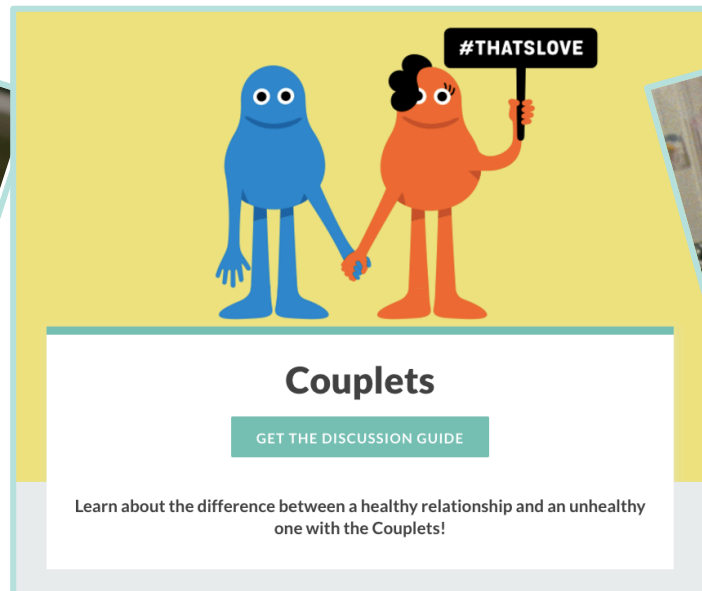 #THATSLOVE
Couplets
GET THE DISCUSSION GUIDE
Learn about the difference between a healthy relationship and an unhealthy
one with the Couplets!